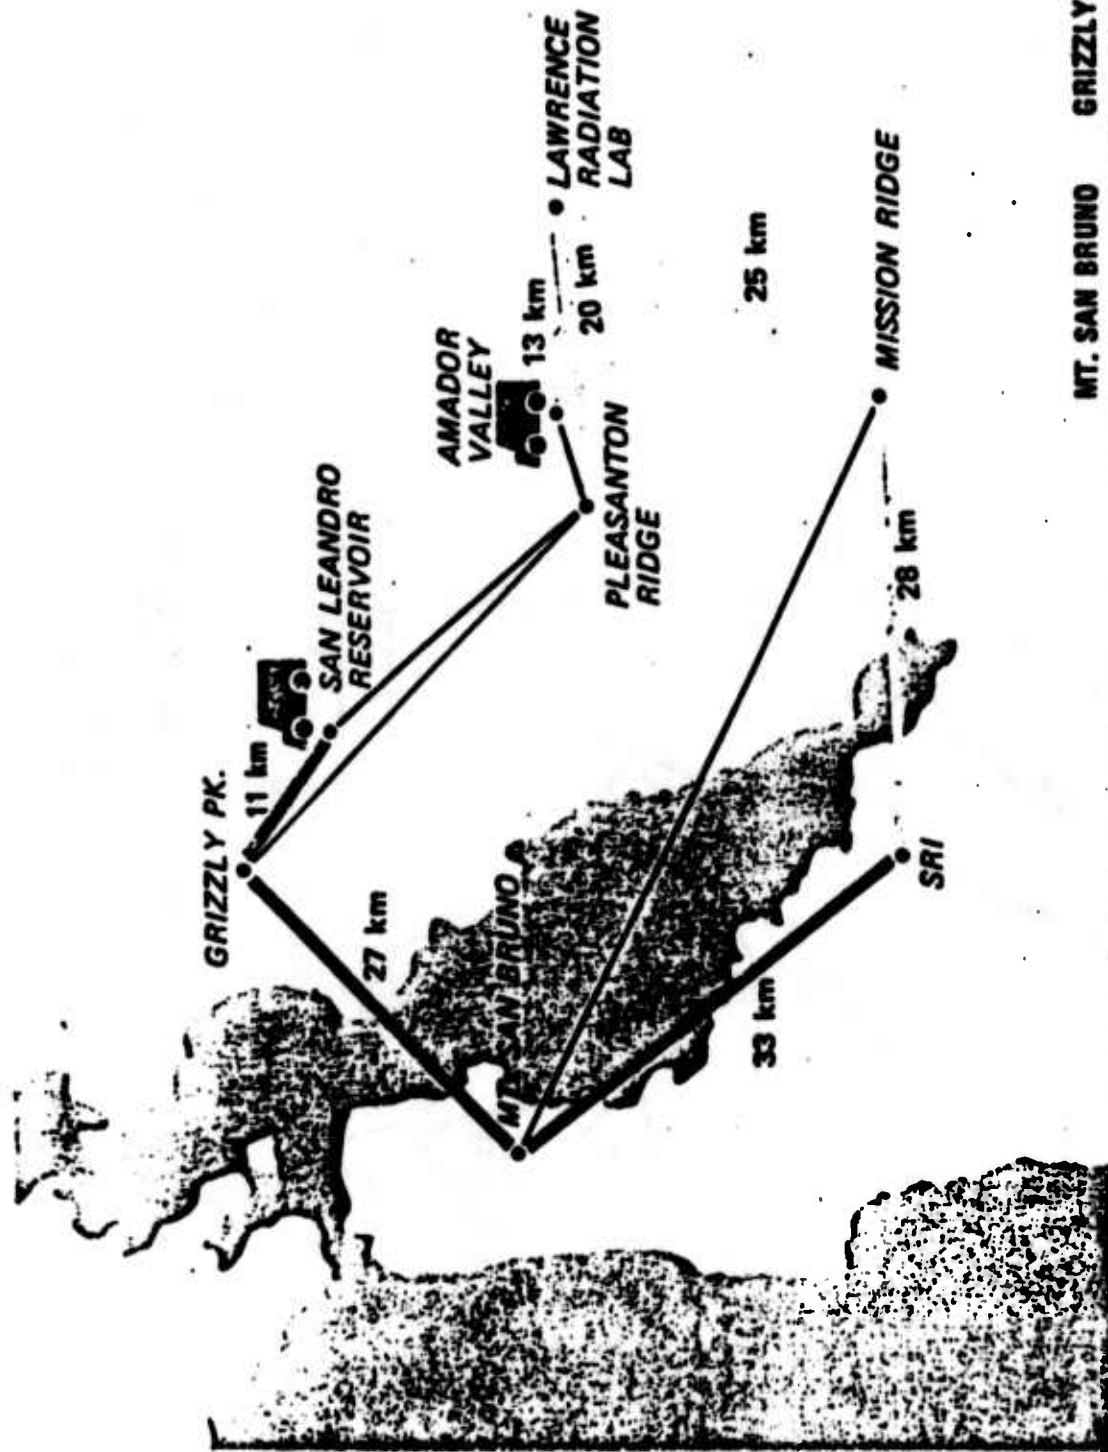 GRIZZLY PK.
11 km
SAN LEANDRO
RESERVOIR
AMADOR
VALLEY
13 km
20 km
LAWRENCE
RADIATION
LAB
27 km
PLEASANTON
RIDGE
25 km
MT. SAN BRUNO
33 km
SRI
28 km
MISSION RIDGE
MT. SAN BRUNO
GRIZZLY